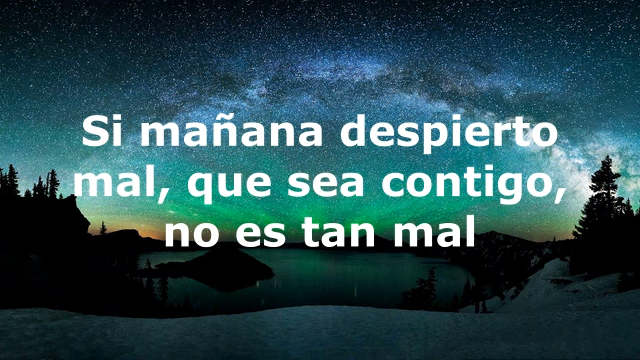 Si mañana despierto
mal, que sea contigo,
no es tan mal